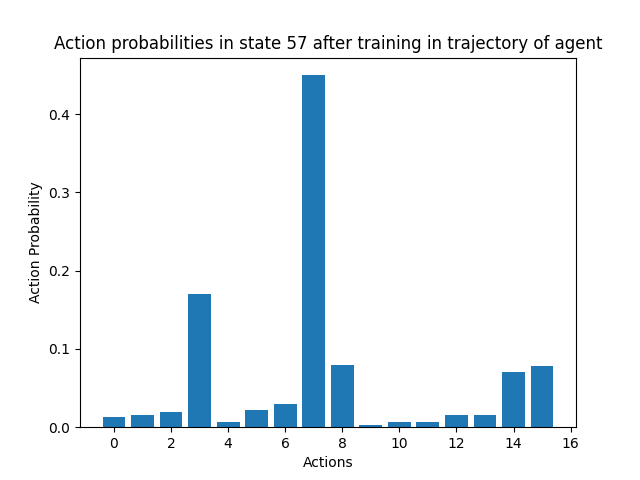 Action probabilities in state 57 after training in trajectory of agent
Action Probability
0.4
0.3
0.2
0.1
0.0
0 2 4 6 8 10 12 14 16
Actions